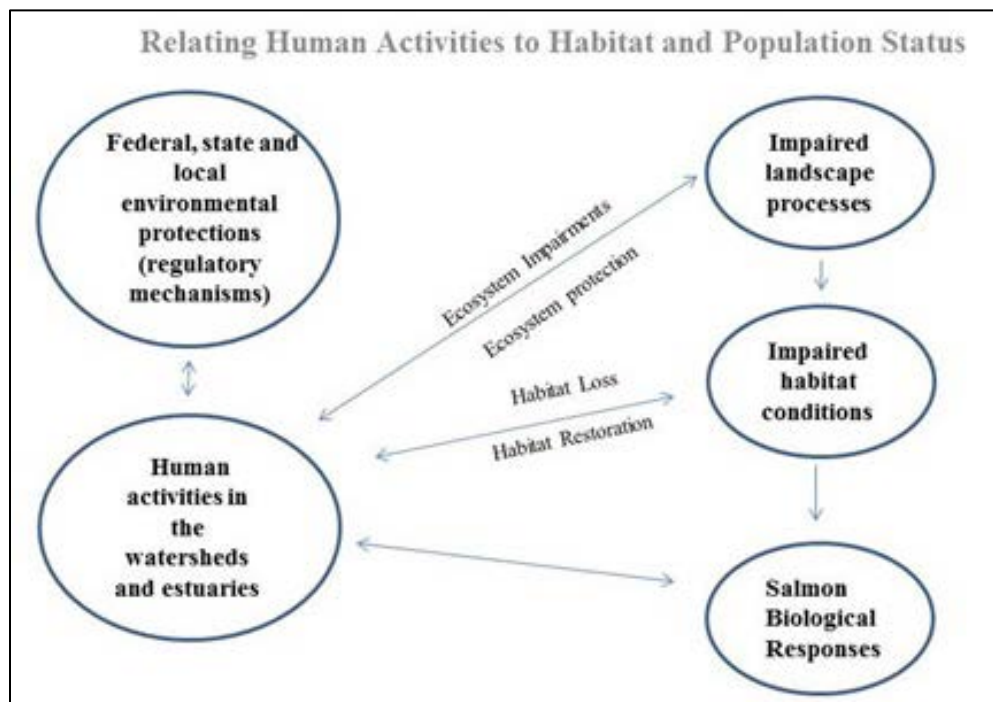 Relating Human Activities to Habitat and Population Status
Federal, state and
local
environmental
protections
(regulatory
mechanisms)
Impaired
landscape
processes
Ecosystem Impairments
Ecosystem protection
Impaired
habitat
conditions
Habitat Loss
Habitat Restoration
Human
activities in
the
watersheds
and estuaries
Salmon
Biological
Responses